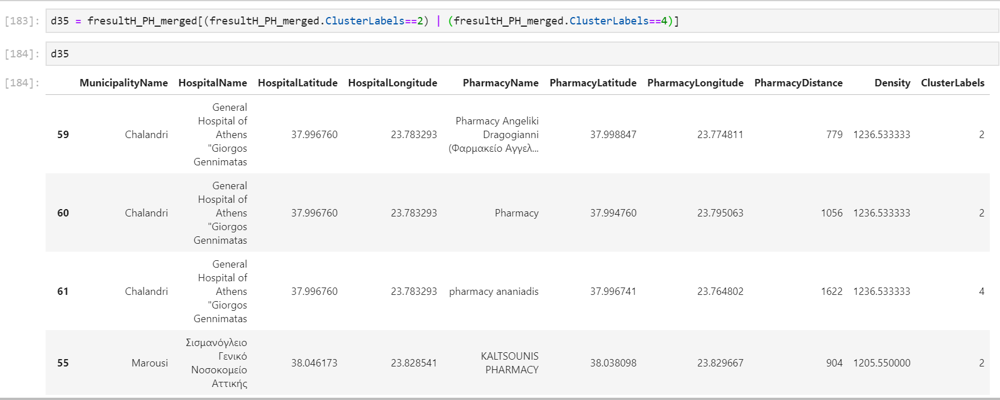 [183]: d35 = fresultH_PH_merged[(fresultH_PH_merged.ClusterLabels==2) | (fresultH_PH_merged.ClusterLabels==4)]
[184]: d35
[184]: MunicipalityName HospitalName HospitalLatitude HospitalLongitude PharmacyName PharmacyLatitude PharmacyLongitude PharmacyDistance Density ClusterLabels
59 Chalandri General Hospital of Athens "Giorgos Gennimatas 37.996760 23.783293 Pharmacy Angeliki Dragogianni (Φαρμακείο Αγγελ... 37.998847 23.774811 779 1236.533333 2
60 Chalandri General Hospital of Athens "Giorgos Gennimatas 37.996760 23.783293 Pharmacy 37.994760 23.795063 1056 1236.533333 2
61 Chalandri General Hospital of Athens "Giorgos Gennimatas 37.996760 23.783293 pharmacy ananiadis 37.996741 23.764802 1622 1236.533333 4
55 Marousi Σισμανόγλειο Γενικό Νοσοκομείο Αττικής 38.046173 23.828541 KALTSOUNIS PHARMACY 38.038098 23.829667 904 1205.550000 2